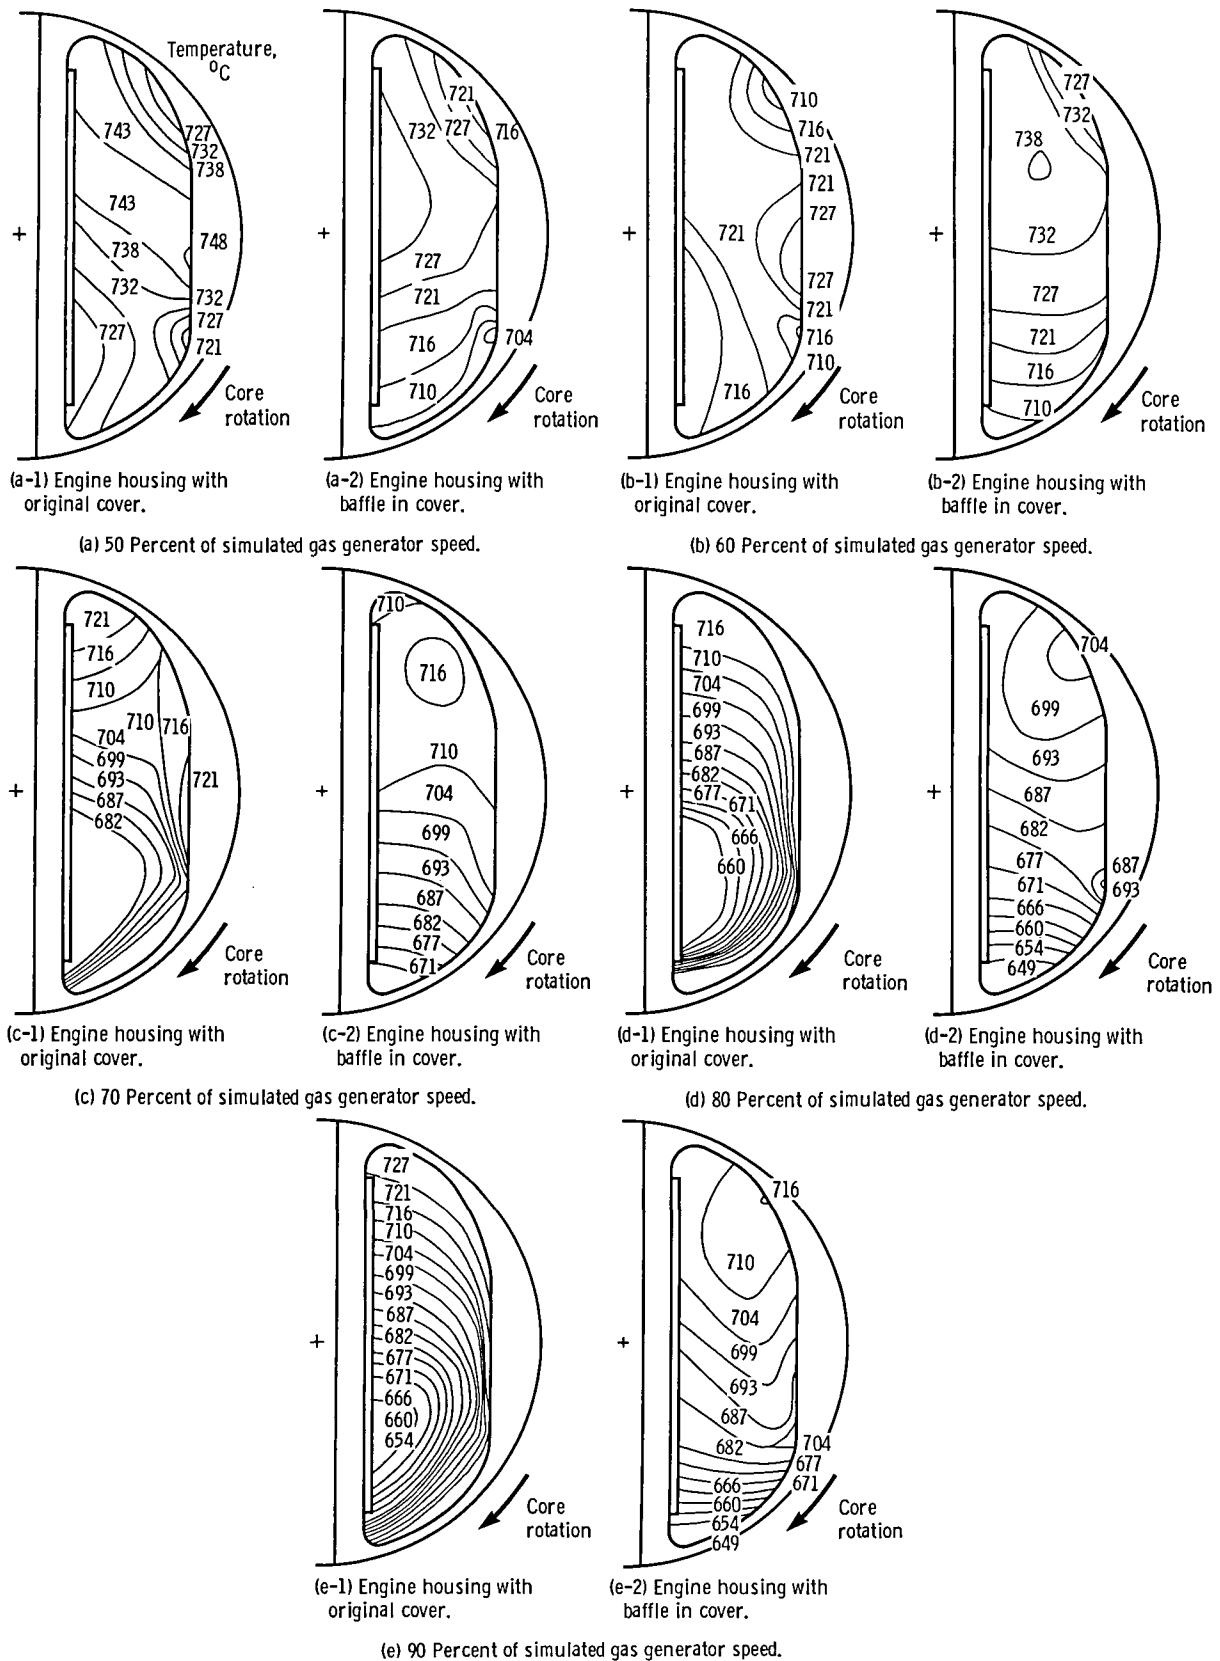 Temperature,
°C
743
727
732
738
743
748
738
732
732
727
727
721
Core
rotation
(a-1) Engine housing with
original cover.
721
732
727
716
727
721
716
704
710
Core
rotation
(a-2) Engine housing with
baffle in cover.
(a) 50 Percent of simulated gas generator speed.
710
716
721
721
727
721
727
721
716
710
716
Core
rotation
(b-1) Engine housing with
original cover.
727
732
738
732
727
721
716
710
Core
rotation
(b-2) Engine housing with
baffle in cover.
(b) 60 Percent of simulated gas generator speed.
721
716
710
710
716
704
699
693
687
682
721
Core
rotation
(c-1) Engine housing with
original cover.
710
716
710
704
699
693
687
682
677
671
Core
rotation
(c-2) Engine housing with
baffle in cover.
(c) 70 Percent of simulated gas generator speed.
716
710
704
699
693
687
682
677
671
666
660
Core
rotation
(d-1) Engine housing with
original cover.
704
699
693
687
682
677
671
687
693
666
660
654
649
Core
rotation
(d-2) Engine housing with
baffle in cover.
(d) 80 Percent of simulated gas generator speed.
727
721
716
710
704
699
693
687
682
677
671
666
660
654
Core
rotation
(e-1) Engine housing with
original cover.
716
710
704
699
693
687
682
704
677
671
666
660
654
649
Core
rotation
(e-2) Engine housing with
baffle in cover.
(e) 90 Percent of simulated gas generator speed.